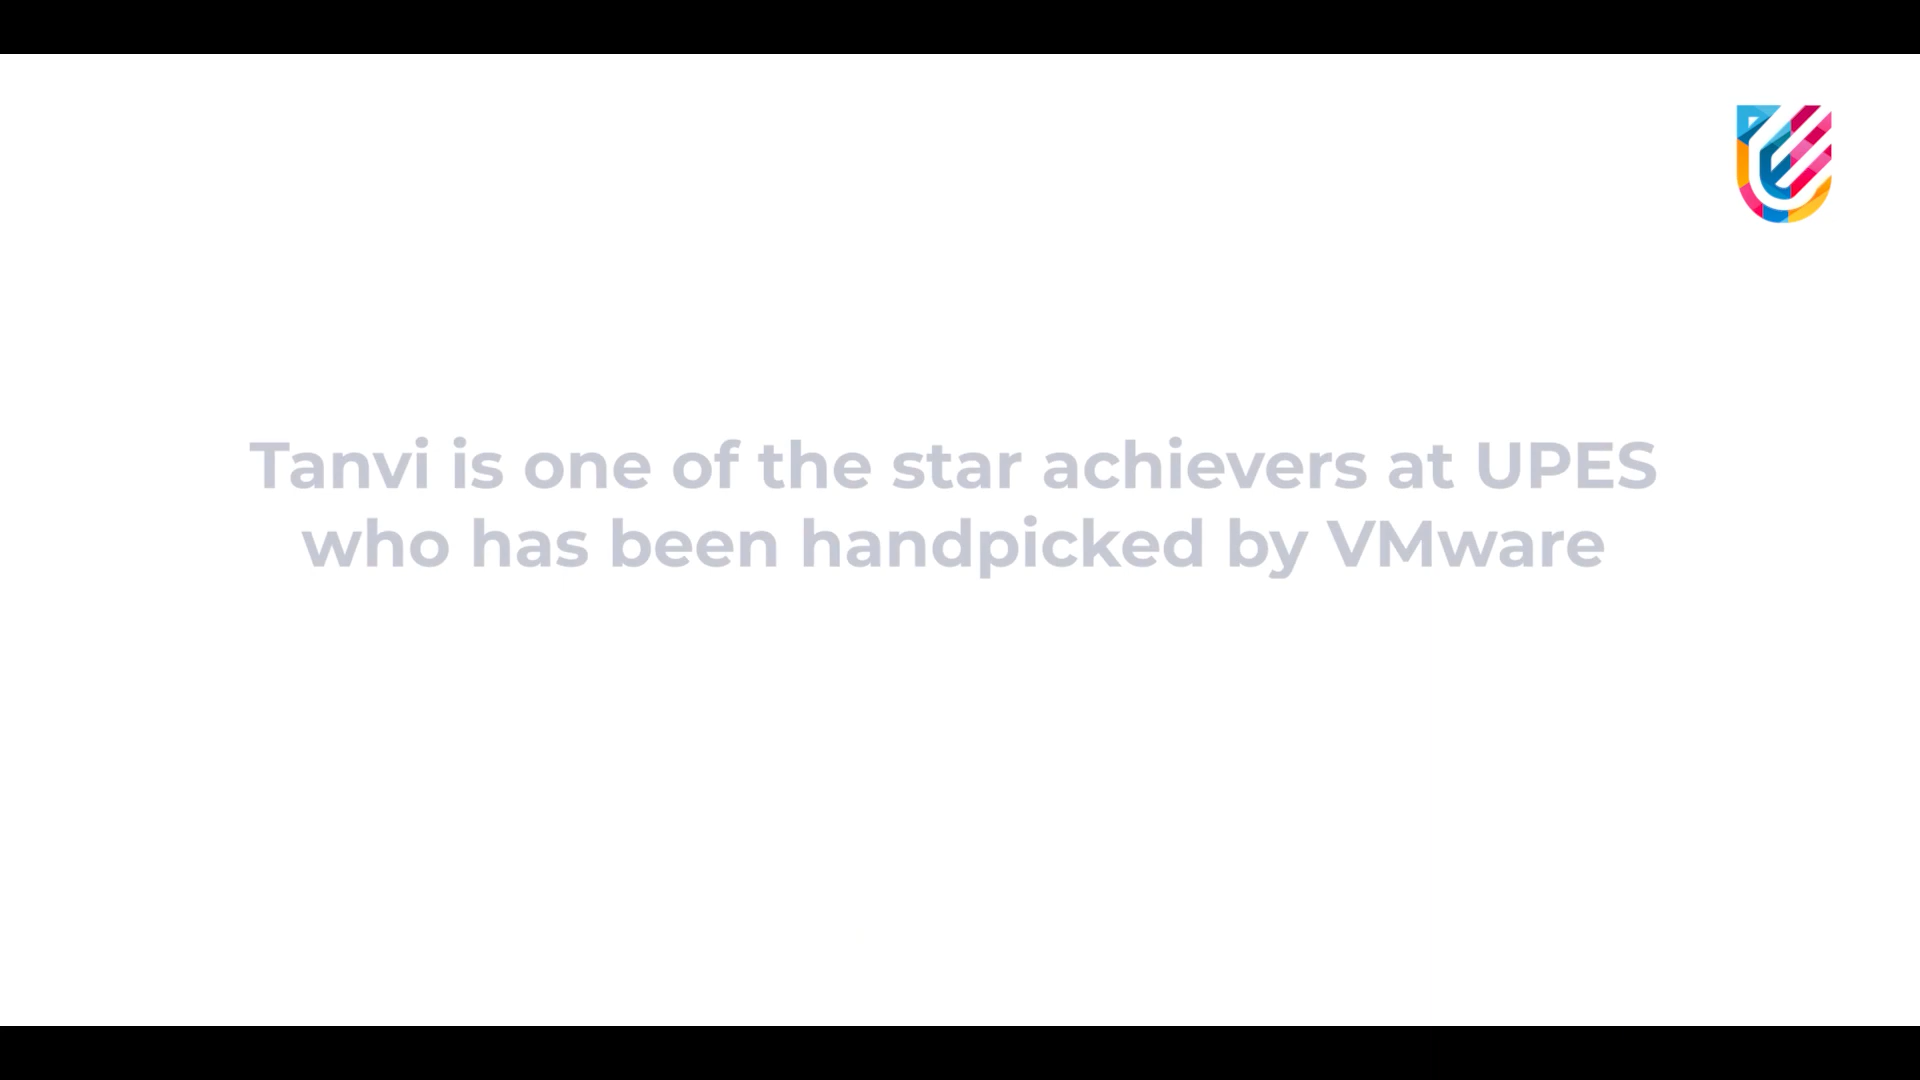 Tanvi is one of the star achievers at UPES
who has been handpicked by VMware